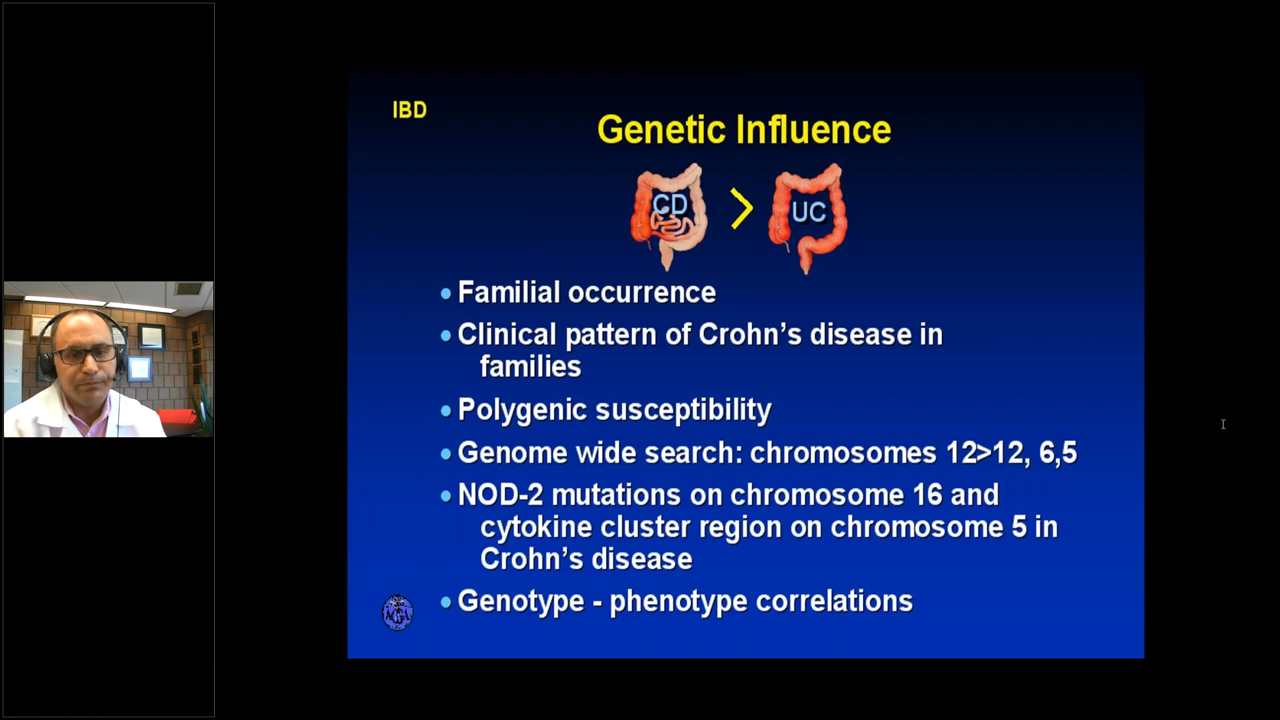 IBD
Genetic Influence
CD > UC
• Familial occurrence
• Clinical pattern of Crohn’s disease in
families
• Polygenic susceptibility
• Genome wide search: chromosomes 12>12, 6,5
• NOD-2 mutations on chromosome 16 and
cytokine cluster region on chromosome 5 in
Crohn’s disease
• Genotype - phenotype correlations